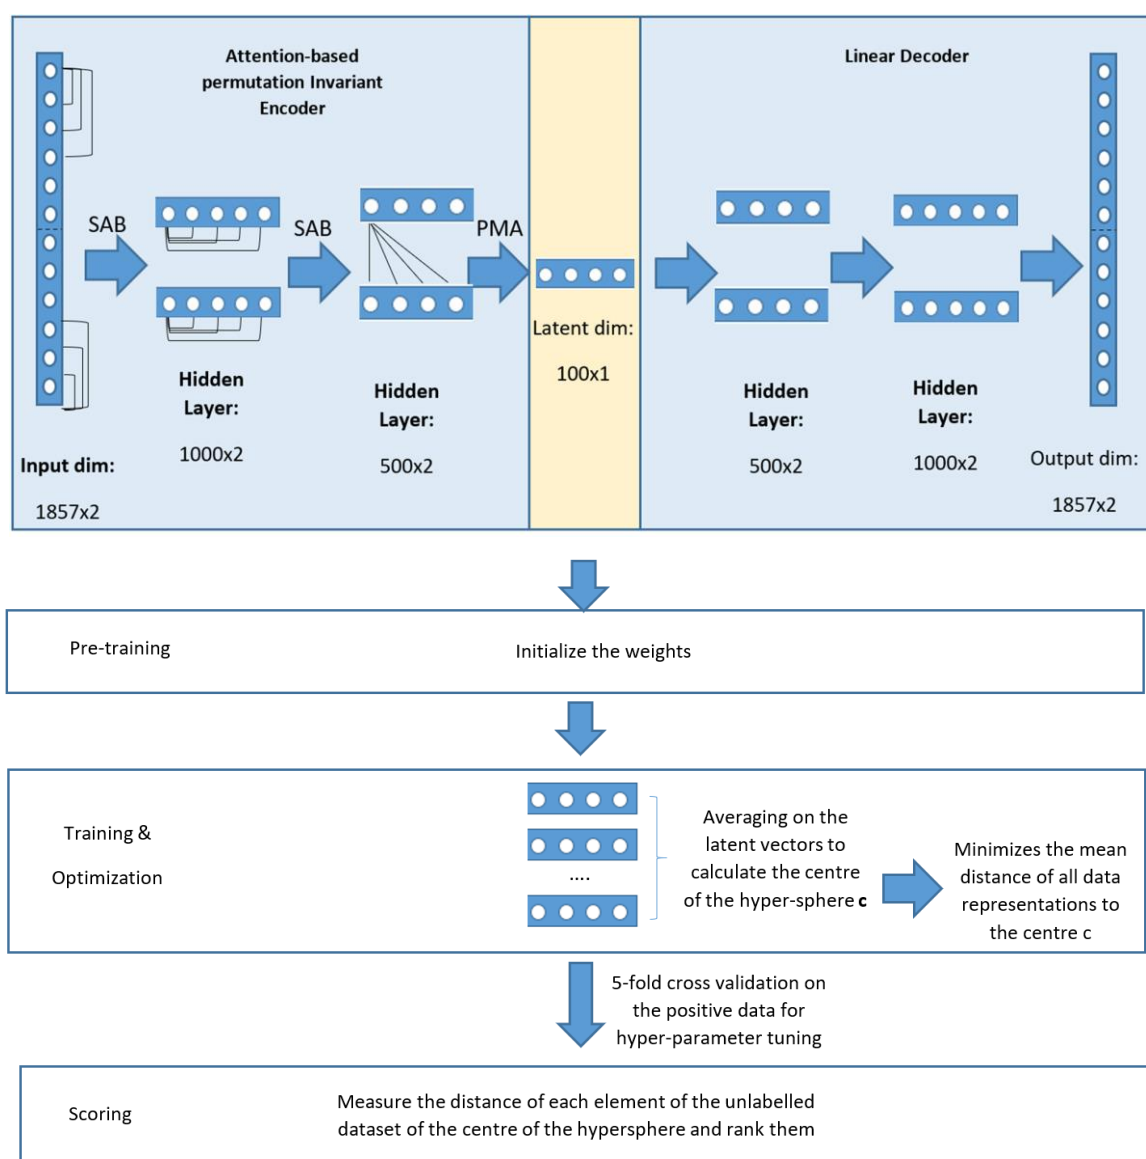 Attention-based
permutation Invariant
Encoder
Linear Decoder
SAB
SAB
PMA
Latent dim:
100x1
Hidden
Layer:
1000x2
Hidden
Layer:
500x2
Hidden
Layer:
500x2
Hidden
Layer:
1000x2
Input dim:
1857x2
Output dim:
1857x2
Pre-training
Initialize the weights
Training &
Optimization
....
Averaging on the
latent vectors to
calculate the centre
of the hyper-sphere c
Minimizes the mean
distance of all data
representations to
the centre c
5-fold cross validation on
the positive data for
hyper-parameter tuning
Scoring
Measure the distance of each element of the unlabelled
dataset of the centre of the hypersphere and rank them